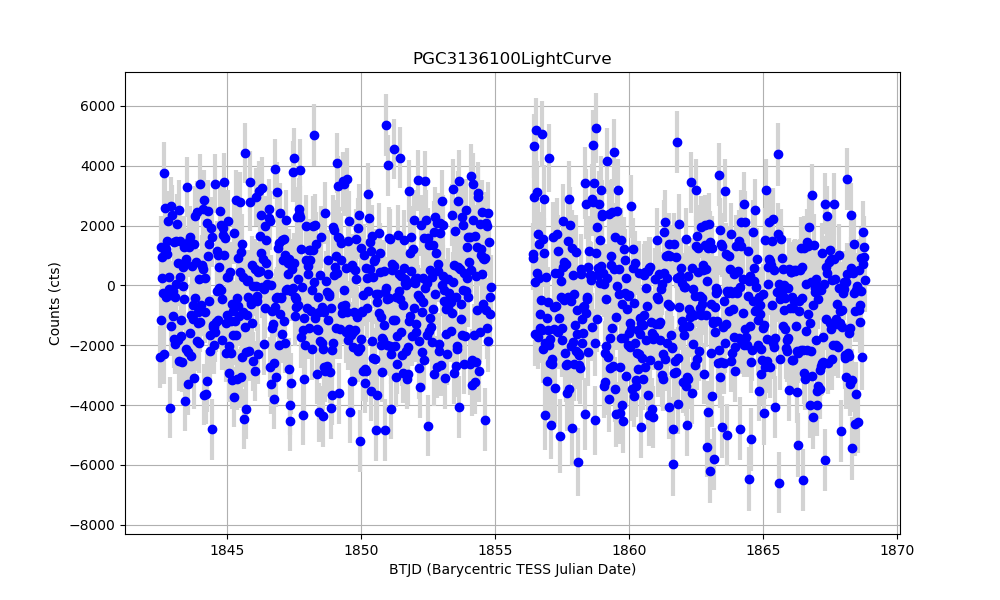 PGC3136100LightCurve
6000
4000
2000
0
−2000
−4000
−6000
−8000
Counts (cts)
1845 1850 1855 1860 1865 1870
BTJD (Barycentric TESS Julian Date)